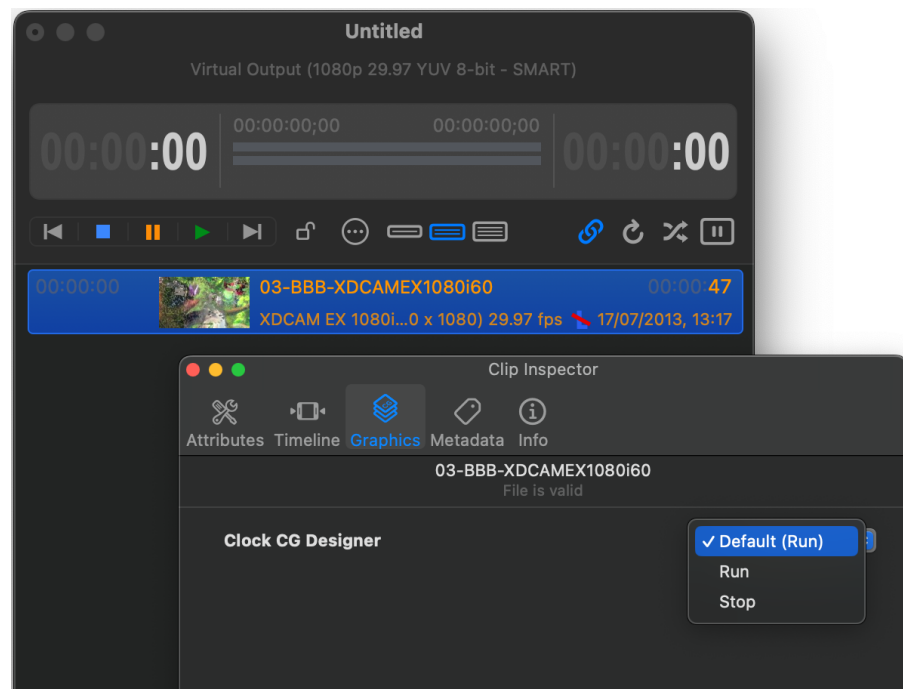 Untitled
Virtual Output (1080p 29.97 YUV 8-bit - SMART)
00:00:00 00:00:00;00 00:00:00;00 00:00:00
00:00:00 03-BBB-XDCAMEX1080i60 00:00:47
XDCAM EX 1080i...0 x 1080) 29.97 fps 17/07/2013, 13:17
Clip Inspector
Attributes Timeline Graphics Metadata Info
03-BBB-XDCAMEX1080i60
File is valid
Clock CG Designer
✓ Default (Run)
Run
Stop